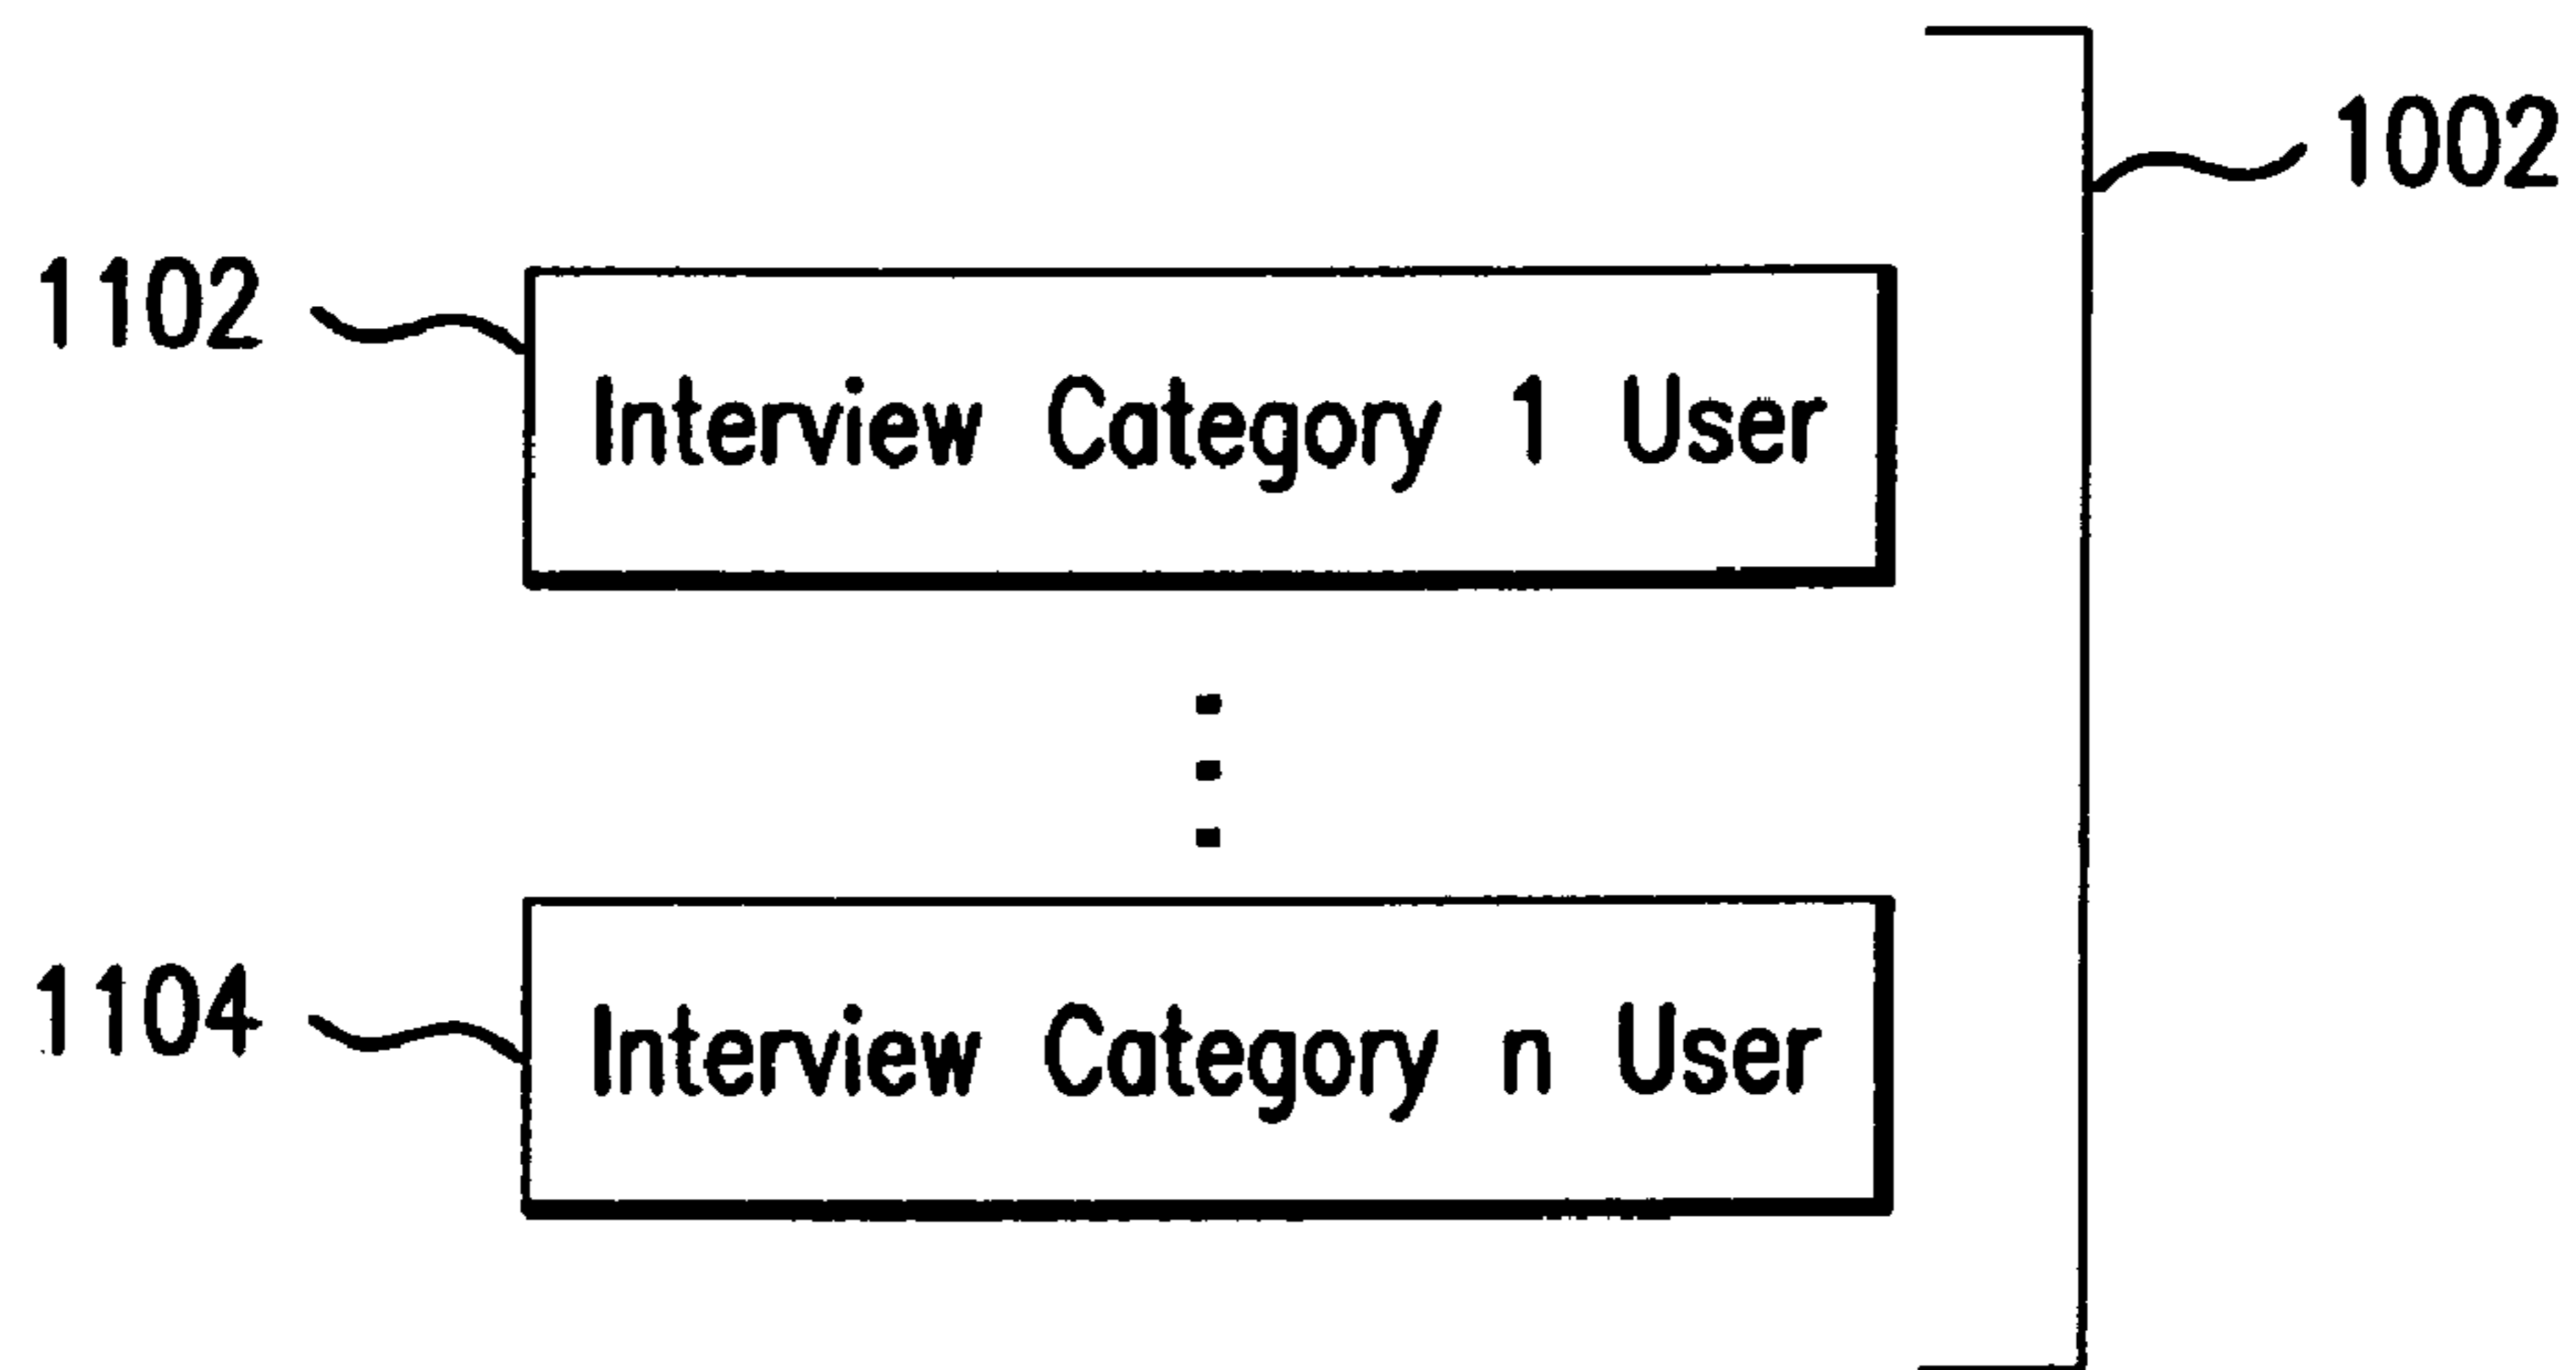 1002
1102
Interview Category 1 User
1104
Interview Category n User